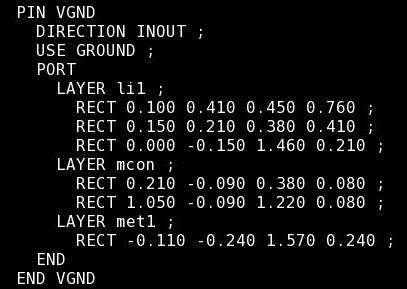 PIN VGND
DIRECTION INOUT ;
USE GROUND ;
PORT
LAYER li1 ;
RECT 0.100 0.410 0.450 0.760 ;
RECT 0.150 0.210 0.380 0.410 ;
RECT 0.000 -0.150 1.460 0.210 ;
LAYER mcon ;
RECT 0.210 -0.090 0.380 0.080 ;
RECT 1.050 -0.090 1.220 0.080 ;
LAYER met1 ;
RECT -0.110 -0.240 1.570 0.240 ;
END
END VGND